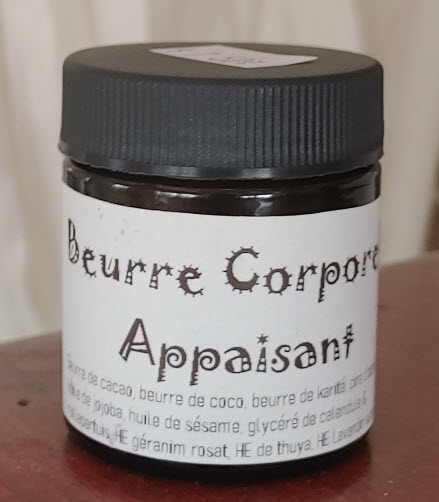 Beurre Corpore
Appaisant
Beurre de cacao, beurre de coco, beurre de karité, cire
de jojoba, huile de sésame, glycéré de calendula &
HE géranim rosat, HE de thuya, HE Lavande